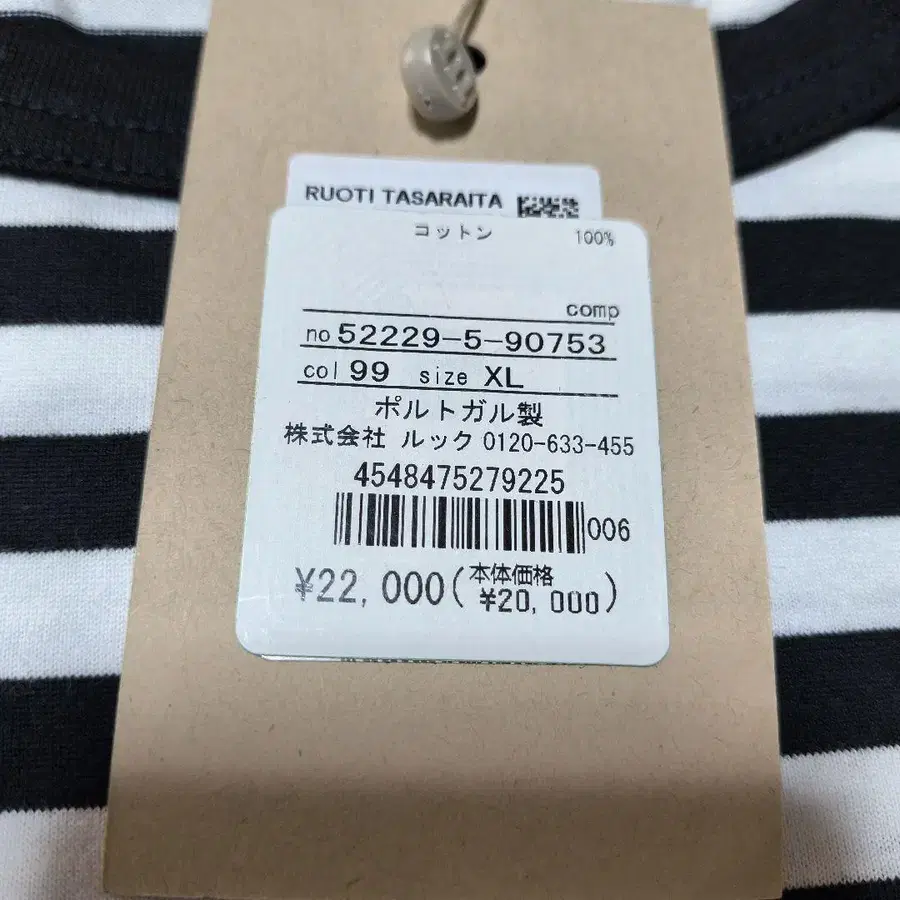 RUOTI TASARAITA
コットン 100%
comp
no 52229-5-90753
col 99 size XL
ポルトガル製
株式会社 ルック 0120-633-455
4548475279225
006
¥22,000(本体価格 ¥20,000)